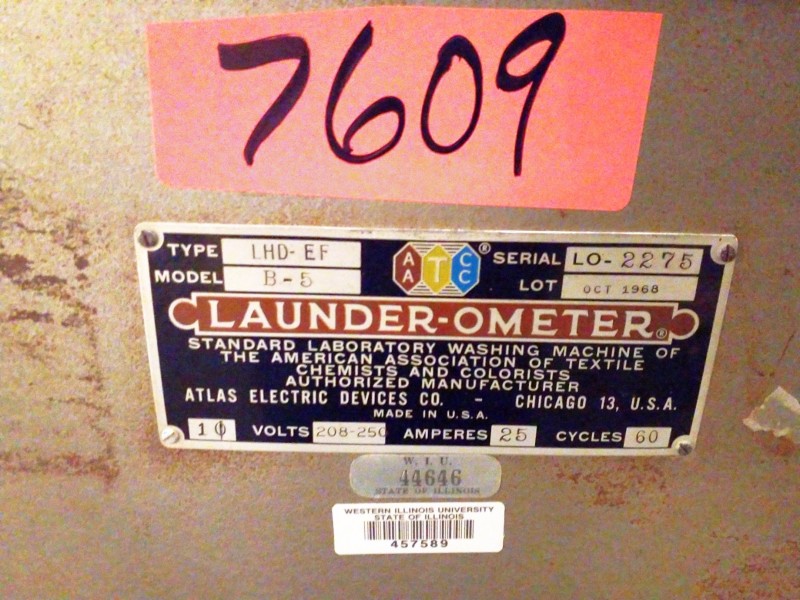 7609
TYPE LHD-EF
AATCC ®
SERIAL LO-2275
MODEL B-5
LOT OCT 1968
LAUNDER-OMETER®
STANDARD LABORATORY WASHING MACHINE OF
THE AMERICAN ASSOCIATION OF TEXTILE
CHEMISTS AND COLORISTS
AUTHORIZED MANUFACTURER
ATLAS ELECTRIC DEVICES CO. - CHICAGO 13, U.S.A.
MADE IN U.S.A.
1ϕ VOLTS 208-250 AMPERES 25 CYCLES 60
W. I. U.
44646
STATE OF ILLINOIS
WESTERN ILLINOIS UNIVERSITY
STATE OF ILLINOIS
457589